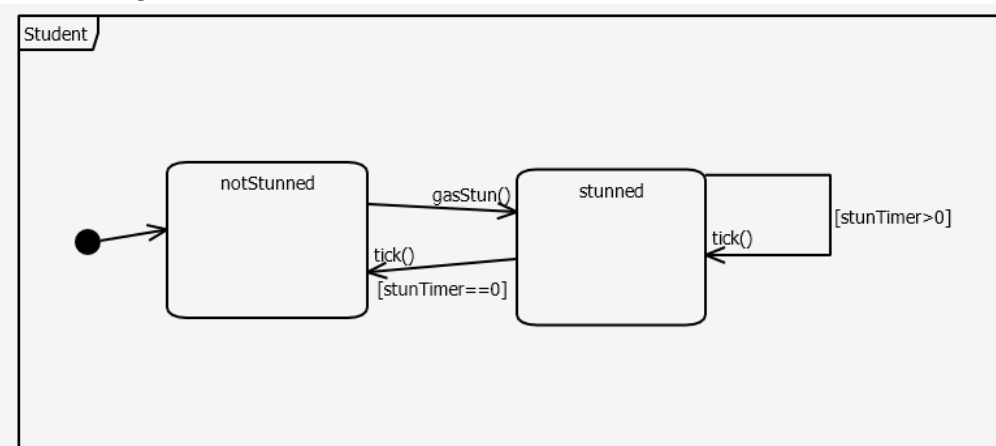 Student
notStunned
stunned
gasStun()
[stunTimer>0]
tick()
tick()
[stunTimer==0]